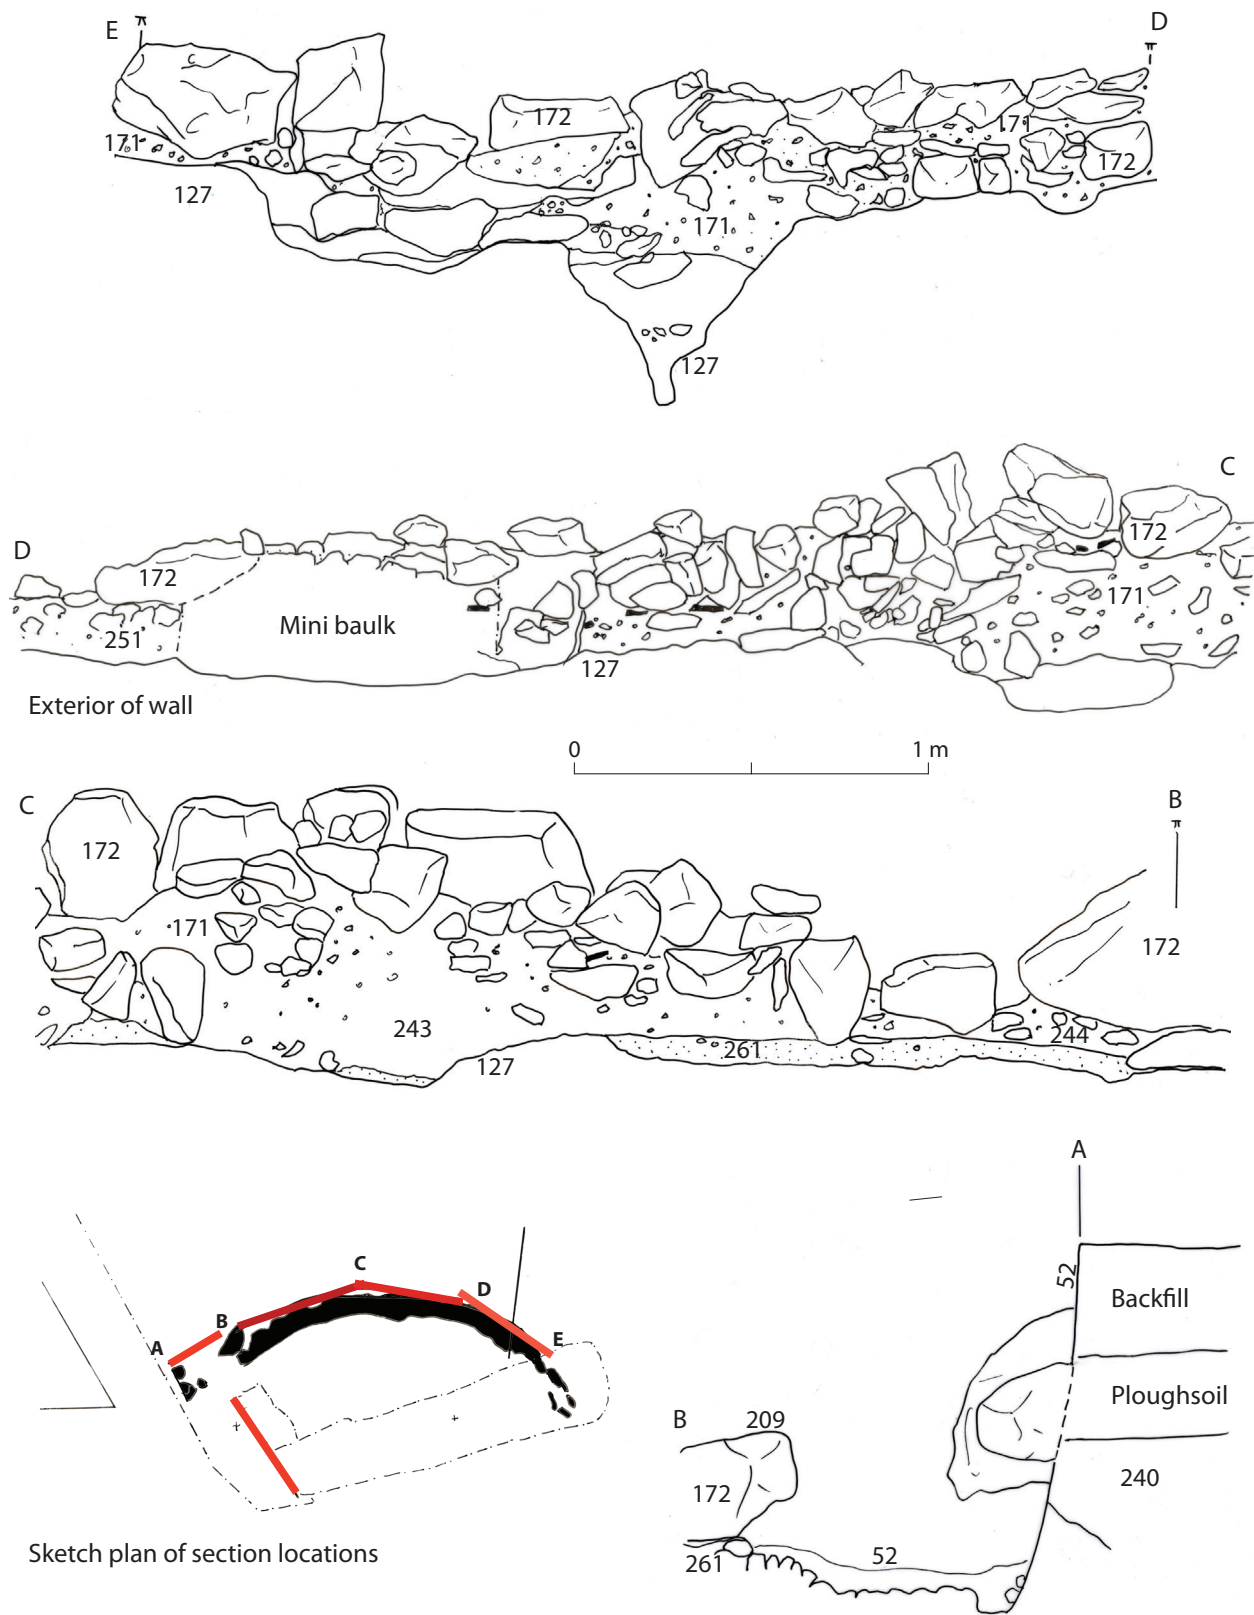 E
D
172
171
171
172
127
171
127
C
D
172
172
171
251
Mini baulk
127
Exterior of wall
0 1 m
C
B
172
171
172
243
244
261
127
A
52
Backfill
C
D
B
A
E
Ploughsoil
B
209
240
172
52
261
Sketch plan of section locations